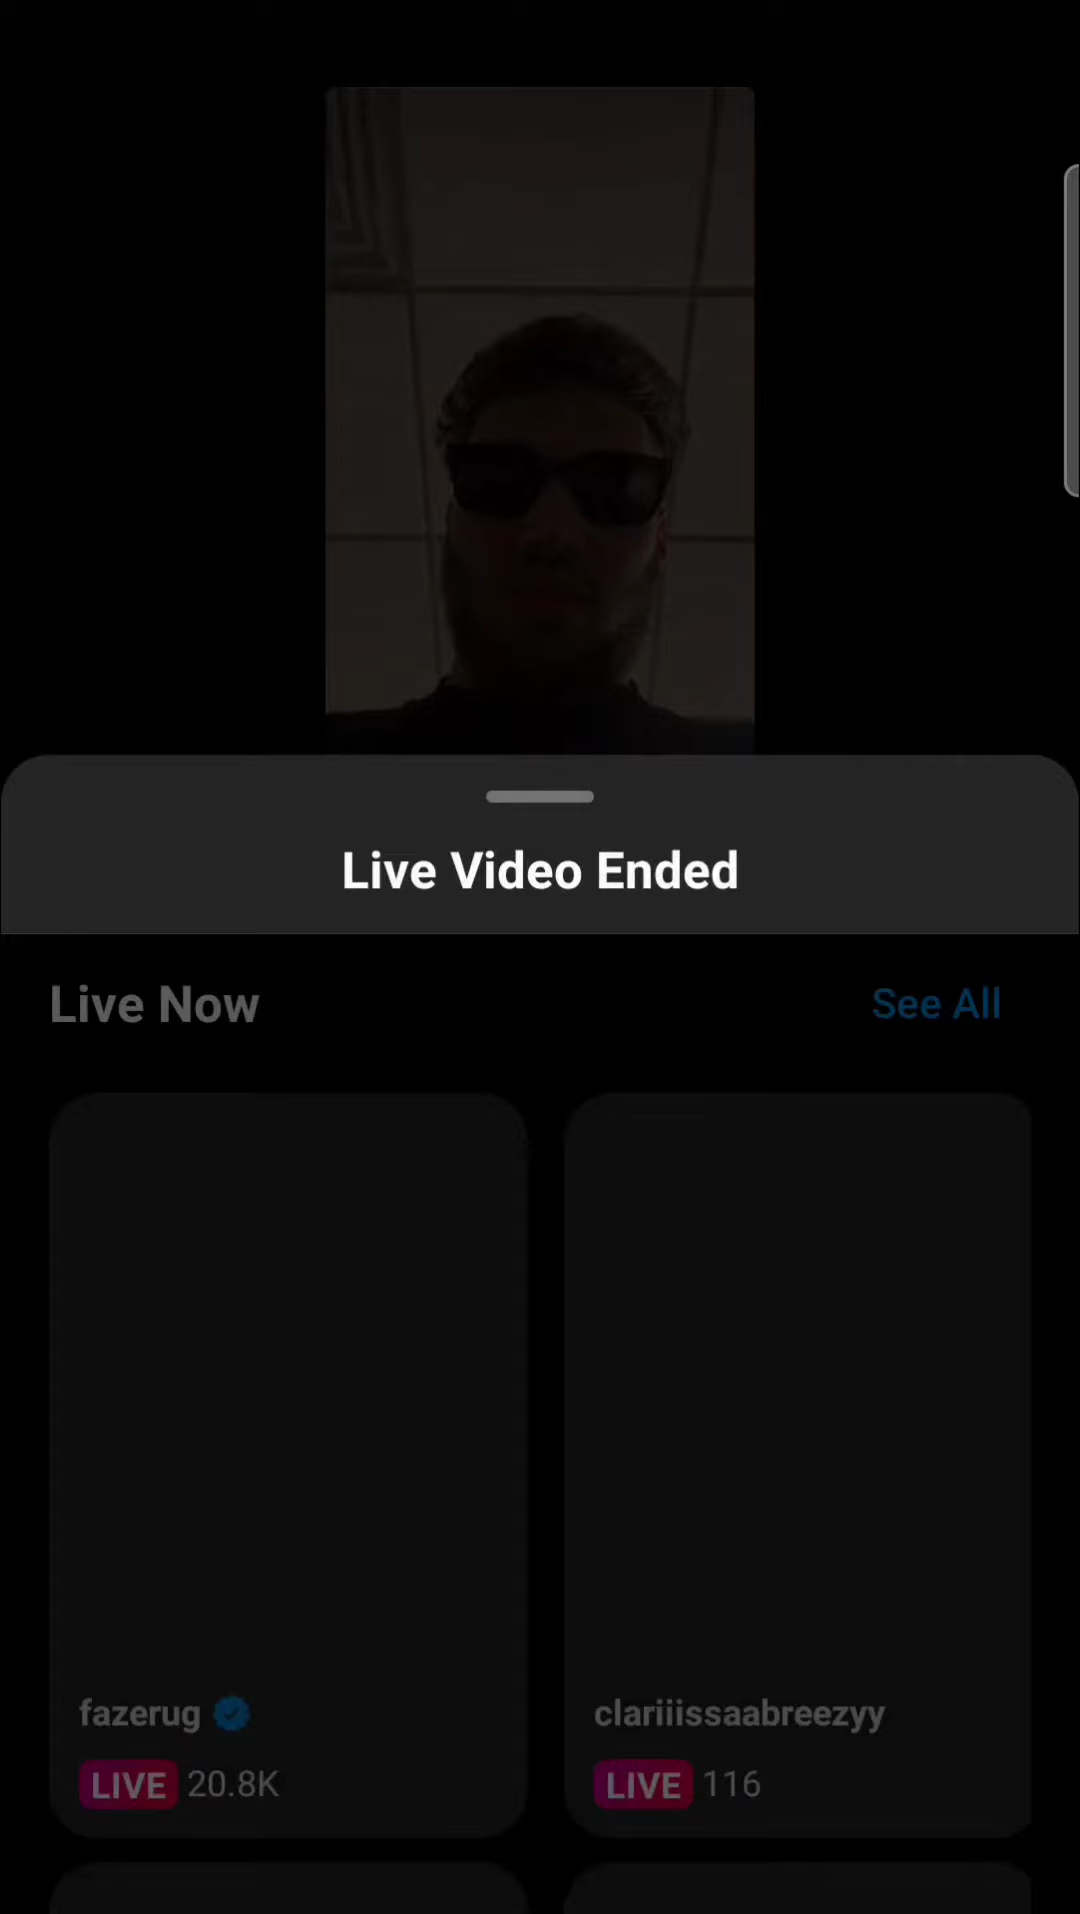 Live Video Ended
Live Now
See All
fazerug
LIVE 20.8K
clariiissaabreezyy
LIVE 116